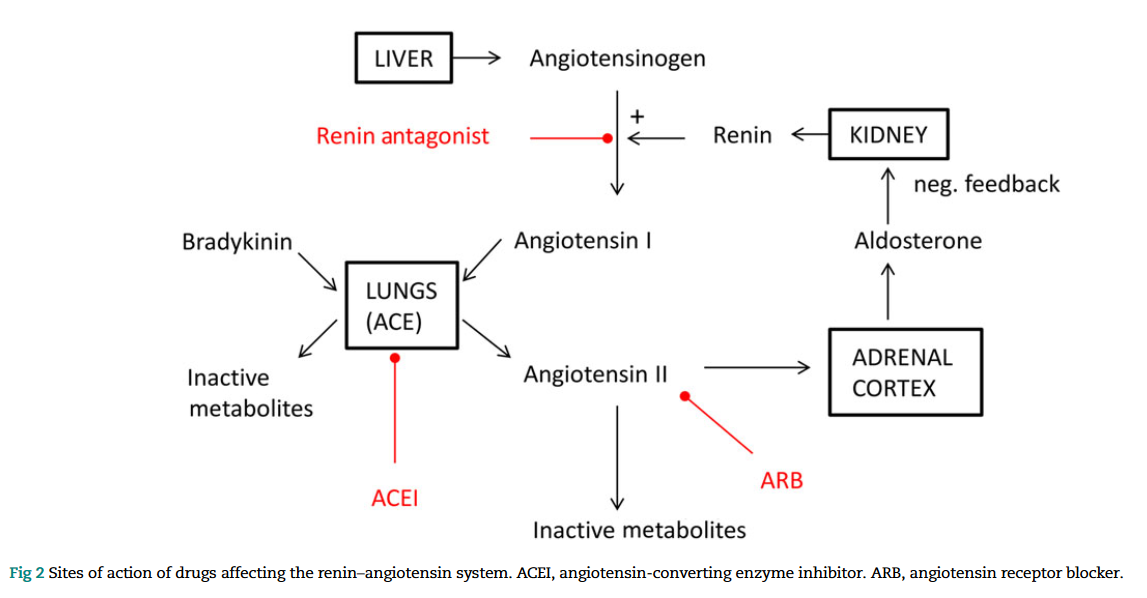 LIVER
Angiotensinogen
+
Renin antagonist
Renin
KIDNEY
neg. feedback
Bradykinin
Angiotensin I
Aldosterone
LUNGS
(ACE)
Inactive
metabolites
Angiotensin II
ADRENAL
CORTEX
ACEI
ARB
Inactive metabolites
Fig 2 Sites of action of drugs affecting the renin–angiotensin system. ACEI, angiotensin-converting enzyme inhibitor. ARB, angiotensin receptor blocker.